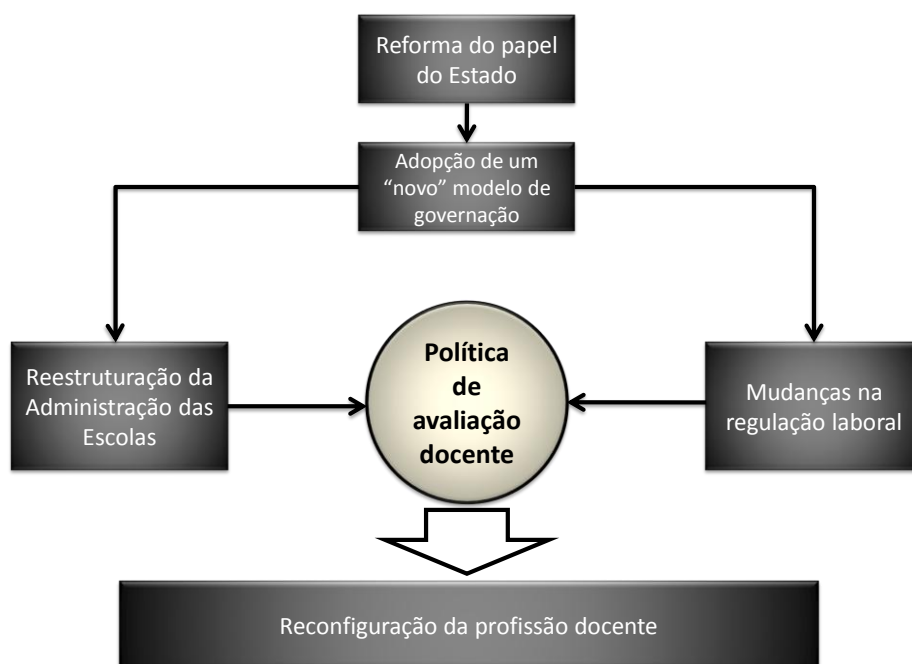 Reforma do papel
do Estado
Adopção de um
“novo” modelo de
governação
Reestruturação da
Administração das
Escolas
Política
de
avaliação
docente
Mudanças na
regulação laboral
Reconfiguração da profissão docente